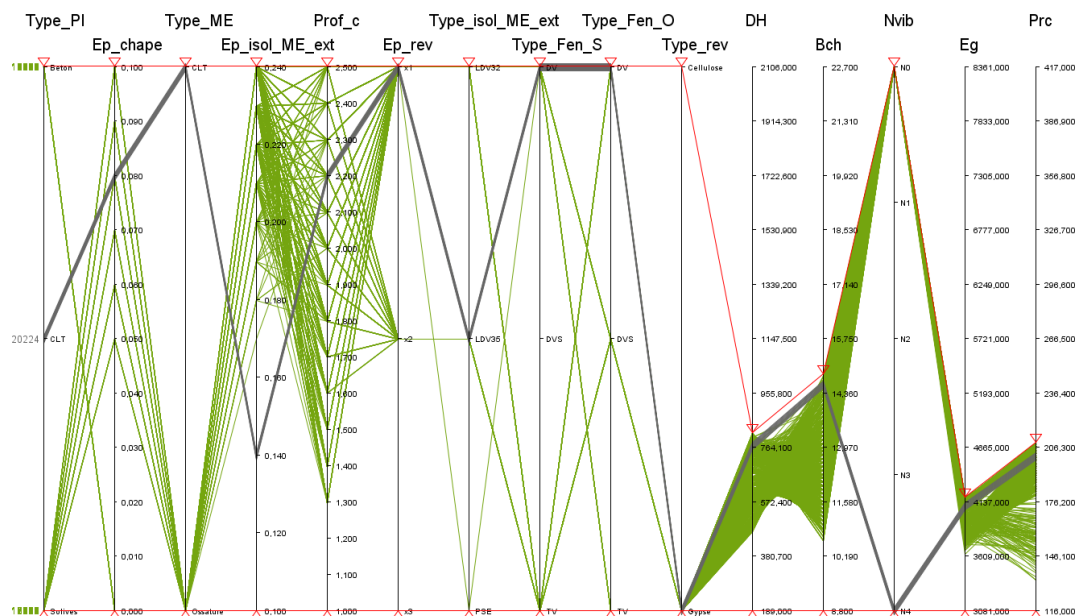 Type_PI
Type_ME
Prof_c
Type_isol_ME_ext
Type_Fen_O
DH
Nvib
Prc
Ep_chape
Ep_isol_ME_ext
Ep_rev
Type_Fen_S
Type_rev
Bch
Eg
Beton
20224
CLT
Solives
0,100
0,090
0,080
0,070
0,060
0,050
0,040
0,030
0,020
0,010
0,000
CLT
Ossature
0,240
0,220
0,200
0,180
0,160
0,140
0,120
0,100
2,500
2,400
2,300
2,200
2,100
2,000
1,900
1,800
1,700
1,600
1,500
1,400
1,300
1,200
1,100
1,000
x1
x2
x3
LDV32
LDV35
PSE
DV
DVS
TV
DV
DVS
TV
Cellulose
Gypse
2106,000
1914,300
1722,600
1530,900
1339,200
1147,500
955,800
764,100
572,400
380,700
189,000
22,700
21,310
19,920
18,530
17,140
15,750
14,360
12,970
11,580
10,190
8,800
N0
N1
N2
N3
N4
8361,000
7833,000
7305,000
6777,000
6249,000
5721,000
5193,000
4665,000
4137,000
3609,000
3081,000
417,000
386,900
356,800
326,700
296,600
266,500
236,400
206,300
176,200
146,100
116,000